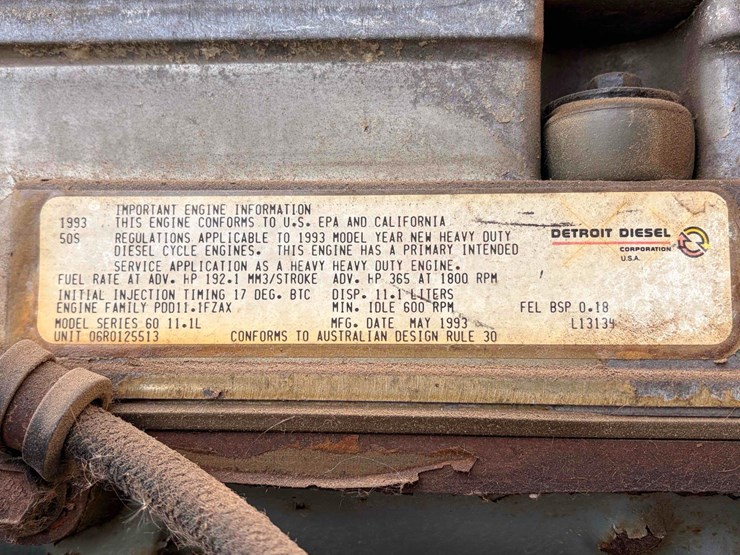 IMPORTANT ENGINE INFORMATION
1993 THIS ENGINE CONFORMS TO U.S. EPA AND CALIFORNIA
50S REGULATIONS APPLICABLE TO 1993 MODEL YEAR NEW HEAVY DUTY
DIESEL CYCLE ENGINES. THIS ENGINE HAS A PRIMARY INTENDED
SERVICE APPLICATION AS A HEAVY HEAVY DUTY ENGINE.
FUEL RATE AT ADV. HP 192.1 MM3/STROKE ADV. HP 365 AT 1800 RPM
INITIAL INJECTION TIMING 17 DEG. BTC DISP. 11.1 LITERS
ENGINE FAMILY PDD11.1FZAX MIN. IDLE 600 RPM FEL BSP 0.18
MODEL SERIES 60 11.1L MFG. DATE MAY 1993 L13134
UNIT 06R0125513 CONFORMS TO AUSTRALIAN DESIGN RULE 30
DETROIT DIESEL
CORPORATION
U.S.A.